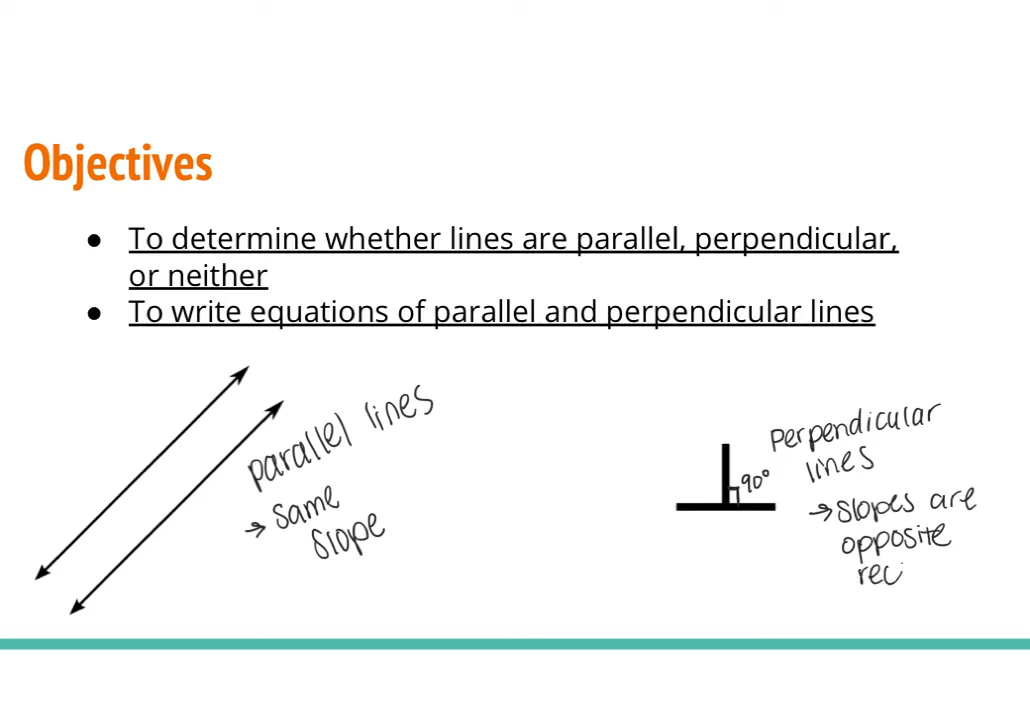 Objectives
● To determine whether lines are parallel, perpendicular,
or neither
● To write equations of parallel and perpendicular lines
parallel lines
→ same
slope
90°
Perpendicular
lines
→ slopes are
opposite
reci